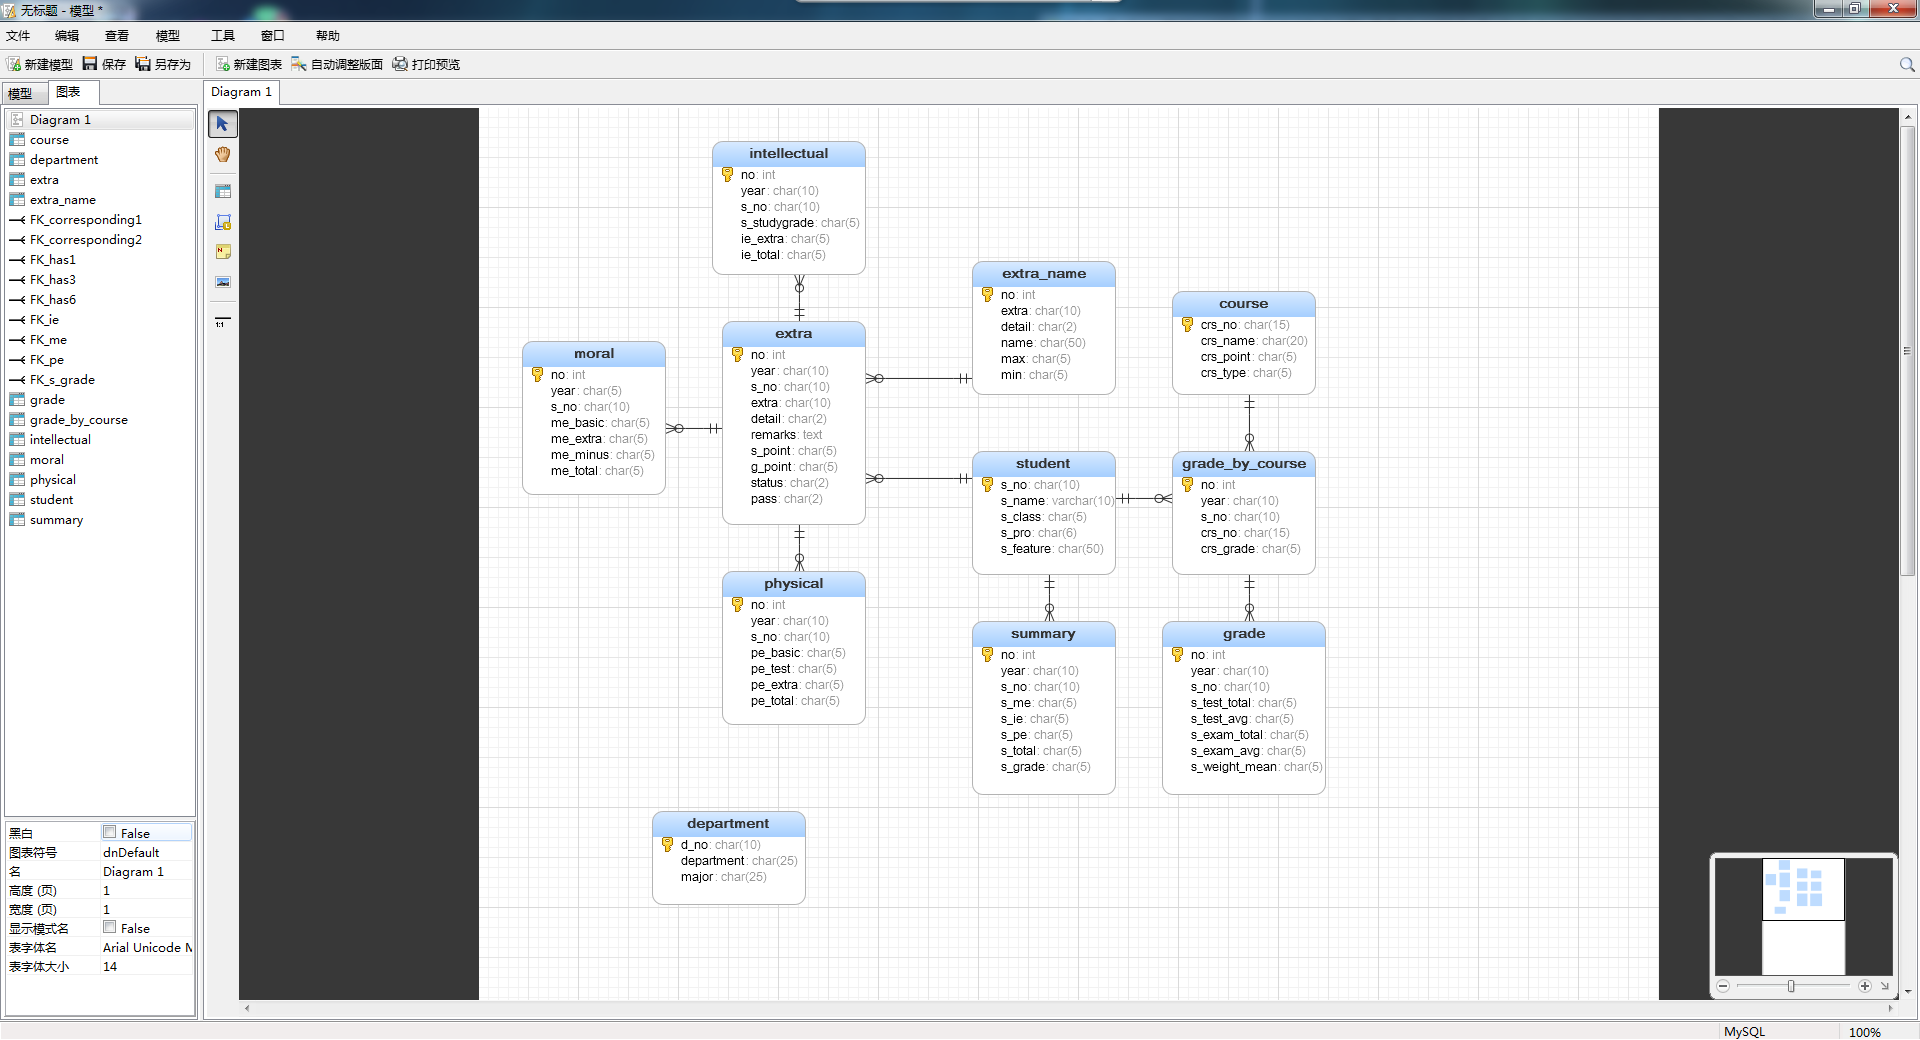 无标题 - 模型 *
文件 编辑 查看 模型 工具 窗口 帮助
新建模型 保存 另存为 新建图表 自动调整版面 打印预览
模型 图表
Diagram 1
Diagram 1
course
department
extra
extra_name
FK_corresponding1
FK_corresponding2
FK_has1
FK_has3
FK_has6
FK_ie
FK_me
FK_pe
FK_s_grade
grade
grade_by_course
intellectual
moral
physical
student
summary
黑白 False
图表符号 dnDefault
名 Diagram 1
高度 (页) 1
宽度 (页) 1
显示模式名 False
表字体名 Arial Unicode M
表字体大小 14
1:1
intellectual
no: int
year: char(10)
s_no: char(10)
s_studygrade: char(5)
ie_extra: char(5)
ie_total: char(5)
moral
no: int
year: char(5)
s_no: char(10)
me_basic: char(5)
me_extra: char(5)
me_minus: char(5)
me_total: char(5)
extra
no: int
year: char(10)
s_no: char(10)
extra: char(10)
detail: char(2)
remarks: text
s_point: char(5)
g_point: char(5)
status: char(2)
pass: char(2)
extra_name
no: int
extra: char(10)
detail: char(2)
name: char(50)
max: char(5)
min: char(5)
course
crs_no: char(15)
crs_name: char(20)
crs_point: char(5)
crs_type: char(5)
student
s_no: char(10)
s_name: varchar(10)
s_class: char(5)
s_pro: char(6)
s_feature: char(50)
grade_by_course
no: int
year: char(10)
s_no: char(10)
crs_no: char(15)
crs_grade: char(5)
physical
no: int
year: char(10)
s_no: char(10)
pe_basic: char(5)
pe_test: char(5)
pe_extra: char(5)
pe_total: char(5)
summary
no: int
year: char(10)
s_no: char(10)
s_me: char(5)
s_ie: char(5)
s_pe: char(5)
s_total: char(5)
s_grade: char(5)
grade
no: int
year: char(10)
s_no: char(10)
s_test_total: char(5)
s_test_avg: char(5)
s_exam_total: char(5)
s_exam_avg: char(5)
s_weight_mean: char(5)
department
d_no: char(10)
department: char(25)
major: char(25)
MySQL 100%